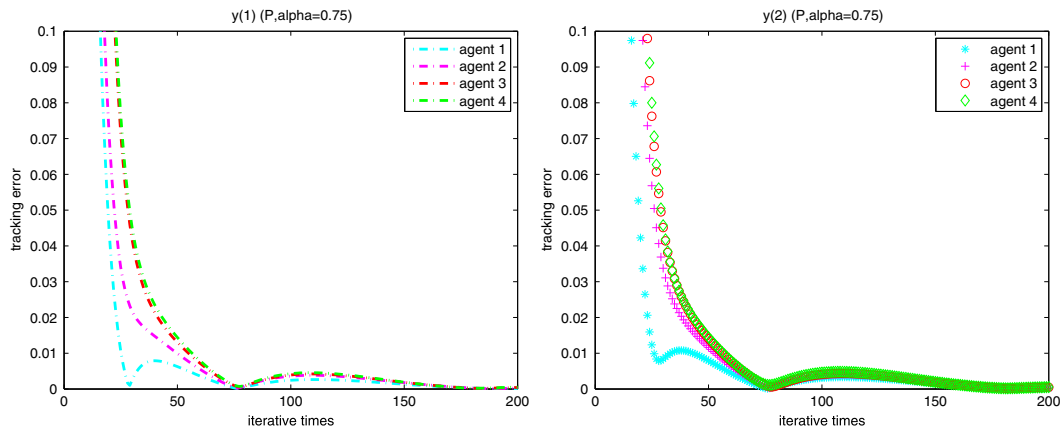 y(1) (P,alpha=0.75)
0.1
0.09
0.08
0.07
0.06
0.05
0.04
0.03
0.02
0.01
0
tracking error
0 50 100 150 200
iterative times
agent 1
agent 2
agent 3
agent 4
y(2) (P,alpha=0.75)
0.1
0.09
0.08
0.07
0.06
0.05
0.04
0.03
0.02
0.01
0
tracking error
0 50 100 150 200
iterative times
agent 1
agent 2
agent 3
agent 4